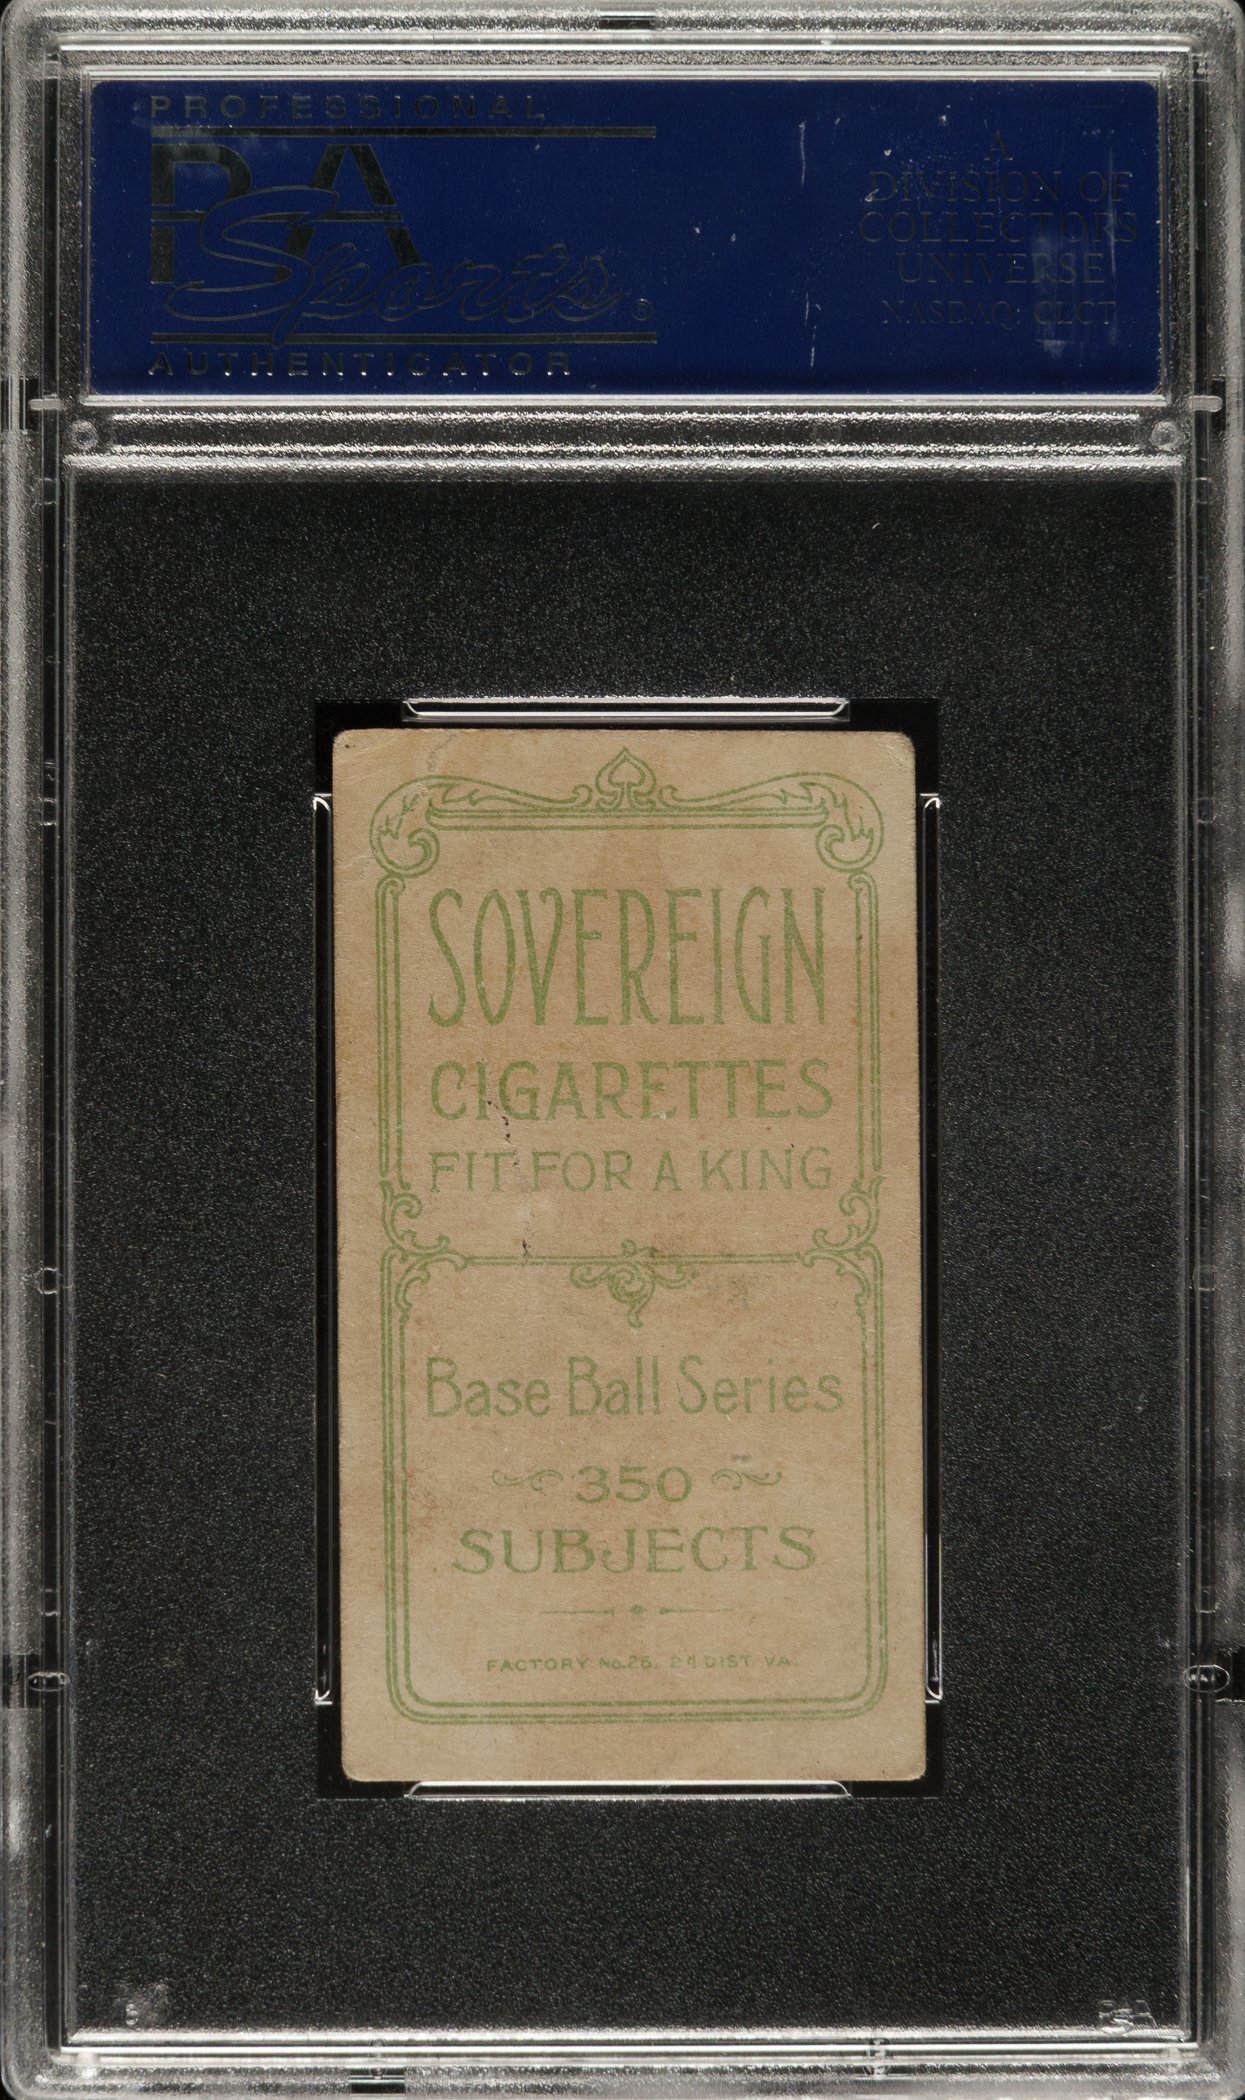 PROFESSIONAL
PSA
Sports®
AUTHENTICATOR
A
DIVISION OF
COLLECTORS
UNIVERSE
NASDAQ: CLCT
SOVEREIGN
CIGARETTES
FIT FOR A KING
Base Ball Series
350
SUBJECTS
FACTORY No.25. 2d DIST VA.
PSA